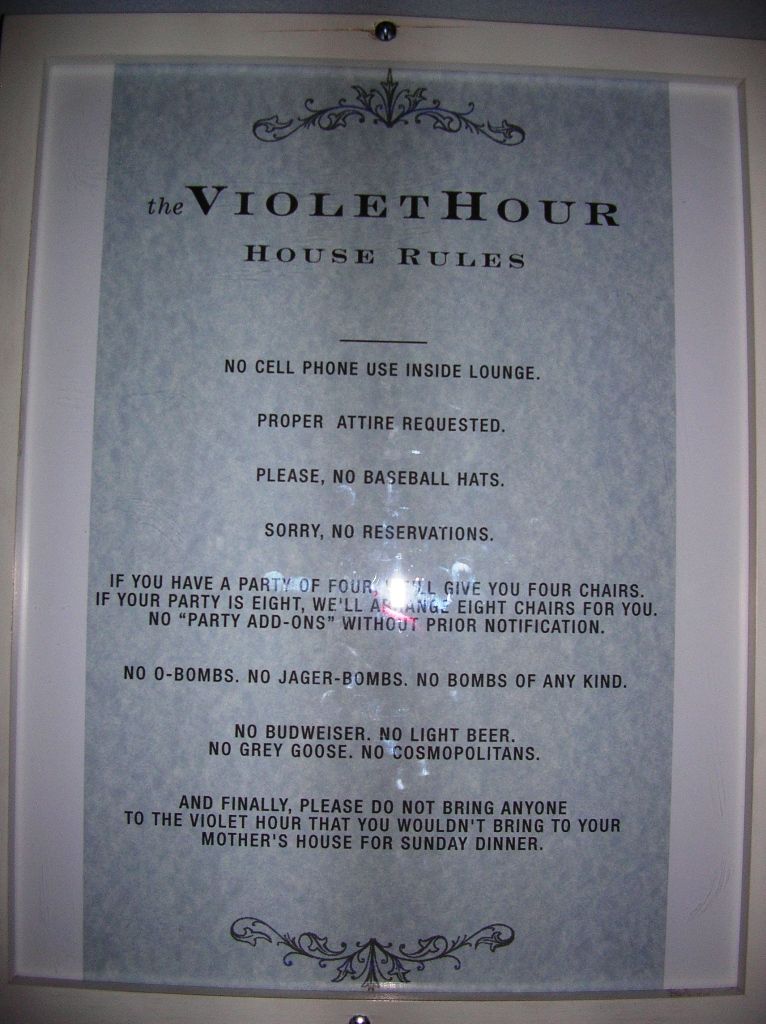 the VIOLET HOUR
HOUSE RULES
NO CELL PHONE USE INSIDE LOUNGE.
PROPER ATTIRE REQUESTED.
PLEASE, NO BASEBALL HATS.
SORRY, NO RESERVATIONS.
IF YOU HAVE A PARTY OF FOUR, WE'LL GIVE YOU FOUR CHAIRS.
IF YOUR PARTY IS EIGHT, WE'LL ARRANGE EIGHT CHAIRS FOR YOU.
NO "PARTY ADD-ONS" WITHOUT PRIOR NOTIFICATION.
NO O-BOMBS. NO JAGER-BOMBS. NO BOMBS OF ANY KIND.
NO BUDWEISER. NO LIGHT BEER.
NO GREY GOOSE. NO COSMOPOLITANS.
AND FINALLY, PLEASE DO NOT BRING ANYONE
TO THE VIOLET HOUR THAT YOU WOULDN'T BRING TO YOUR
MOTHER'S HOUSE FOR SUNDAY DINNER.